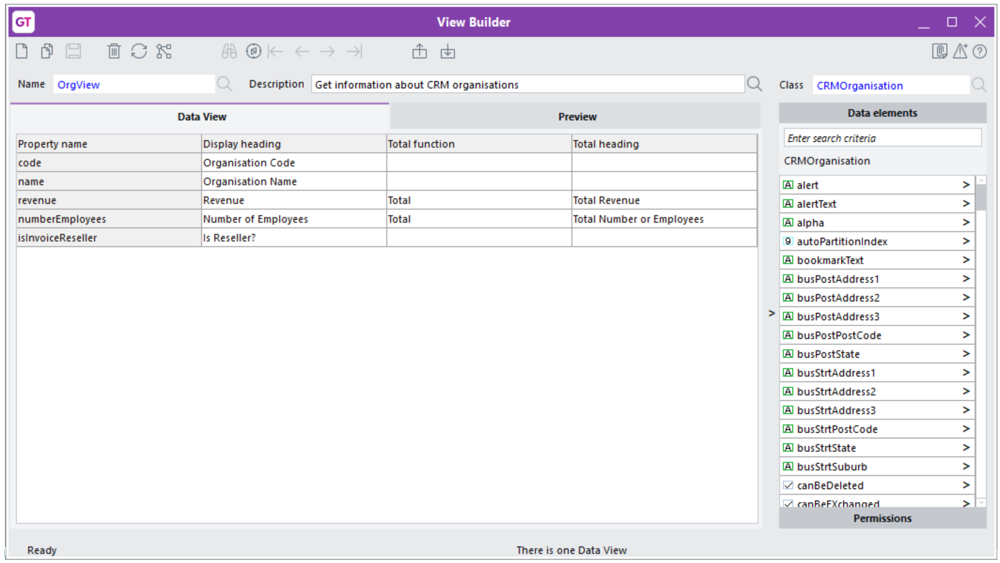 GT View Builder
Name OrgView Description Get information about CRM organisations Class CRMOrganisation
Data View Preview
Property name Display heading Total function Total heading
code Organisation Code
name Organisation Name
revenue Revenue Total Total Revenue
numberEmployees Number of Employees Total Total Number or Employees
isInvoiceReseller Is Reseller?
Data elements
Enter search criteria
CRMOrganisation
A alert >
A alertText >
A alpha >
9 autoPartitionIndex >
A bookmarkText >
A busPostAddress1 >
A busPostAddress2 >
A busPostAddress3 >
A busPostPostCode >
A busPostState >
A busStrtAddress1 >
A busStrtAddress2 >
A busStrtAddress3 >
A busStrtPostCode >
A busStrtState >
A busStrtSuburb >
canBeDeleted >
canBeEXchanged >
Permissions
Ready There is one Data View